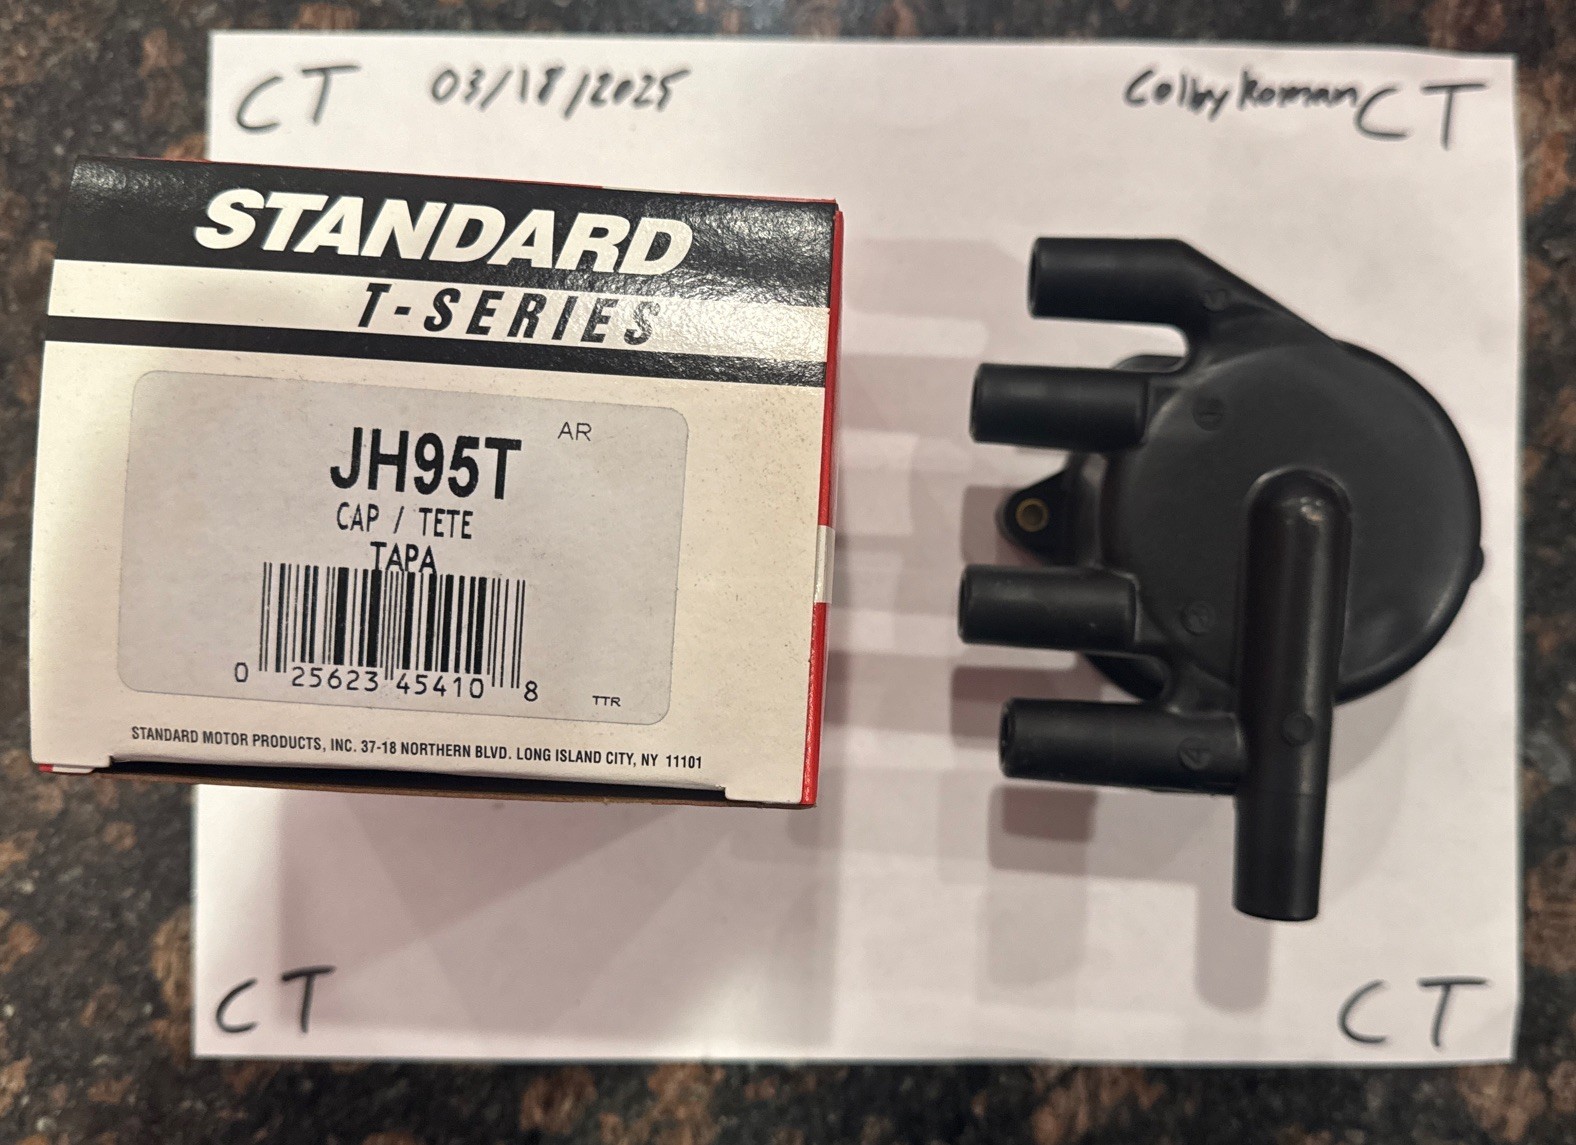 CT 03/18/2025 Colby Roman CT
STANDARD
T-SERIES
AR
JH95T
CAP / TETE
TAPA
0 25623 45410 8
TTR
STANDARD MOTOR PRODUCTS, INC. 37-18 NORTHERN BLVD. LONG ISLAND CITY, NY 11101
4
CT
CT